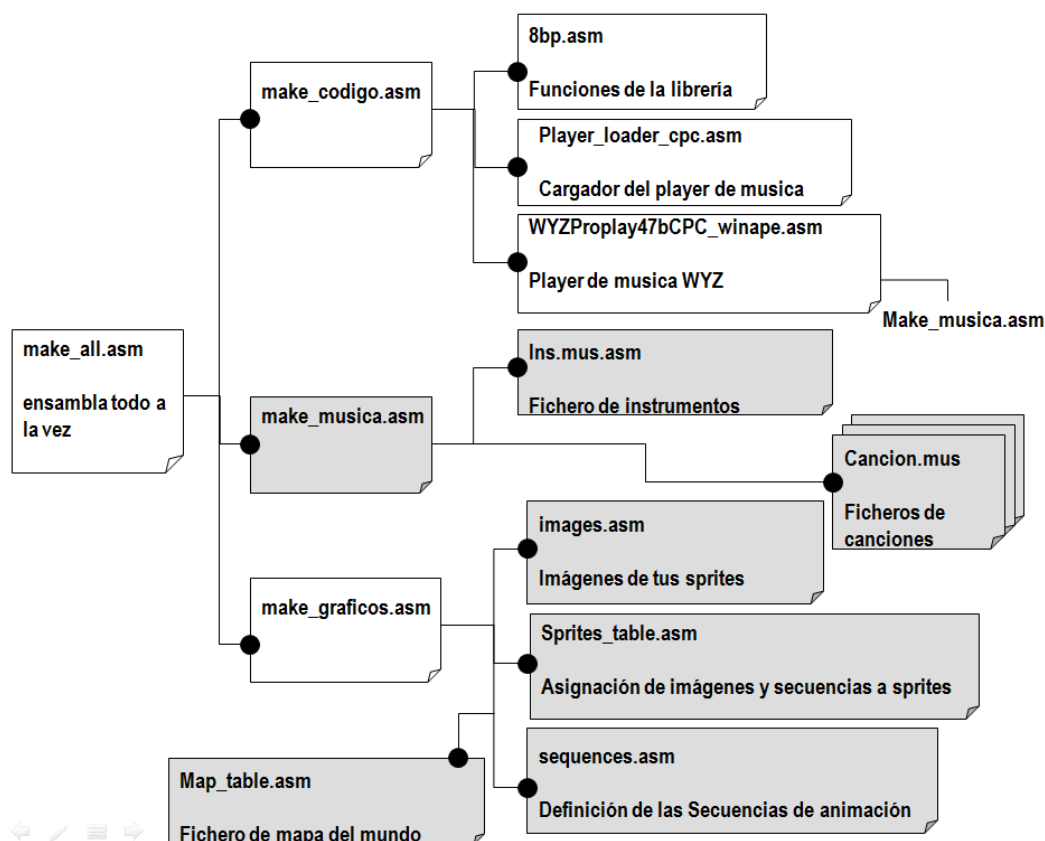 8bp.asm
Funciones de la librería
make_codigo.asm
Player_loader_cpc.asm
Cargador del player de musica
WYZProplay47bCPC_winape.asm
Player de musica WYZ
Make_musica.asm
make_all.asm
ensambla todo a
la vez
Ins.mus.asm
Fichero de instrumentos
make_musica.asm
Cancion.mus
Ficheros de
canciones
images.asm
Imágenes de tus sprites
make_graficos.asm
Sprites_table.asm
Asignación de imágenes y secuencias a sprites
sequences.asm
Definición de las Secuencias de animación
Map_table.asm
Fichero de mapa del mundo